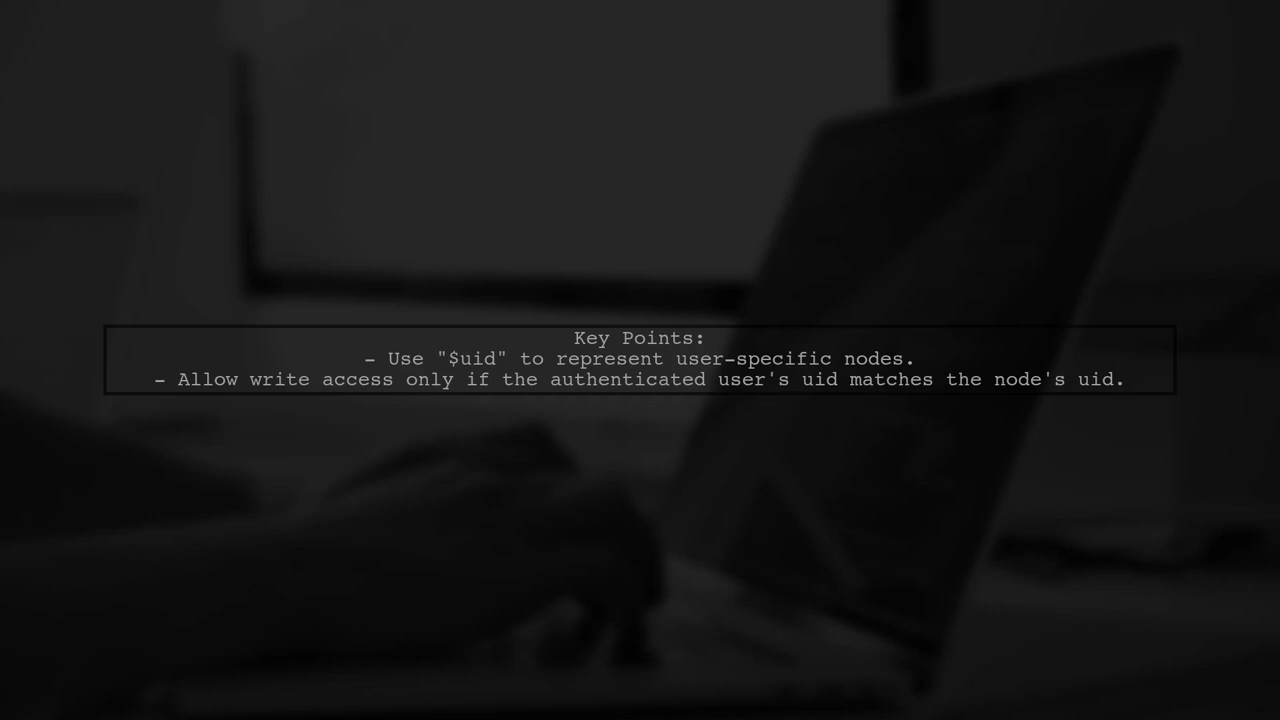 Key Points:
- Use "$uid" to represent user-specific nodes.
- Allow write access only if the authenticated user's uid matches the node's uid.